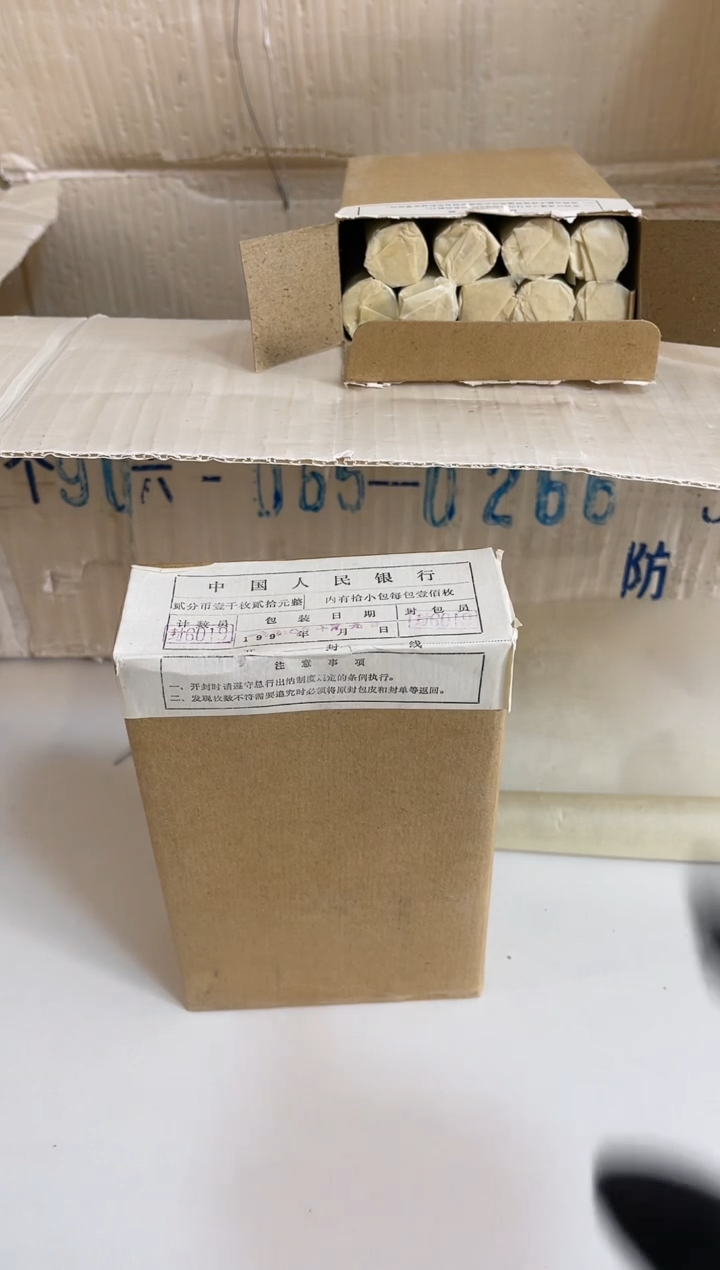 065-0266
防
中国人民银行
贰分币壹千枚贰拾元整 内有拾小包每包壹佰枚
计数员 包装日期 封包员
199 年 月 日
封 线
注意事项
一、开封时请遵守总行出纳制度规定的条例执行。
二、发现枚数不符需要追究时必须将原封包皮和封单等返回。